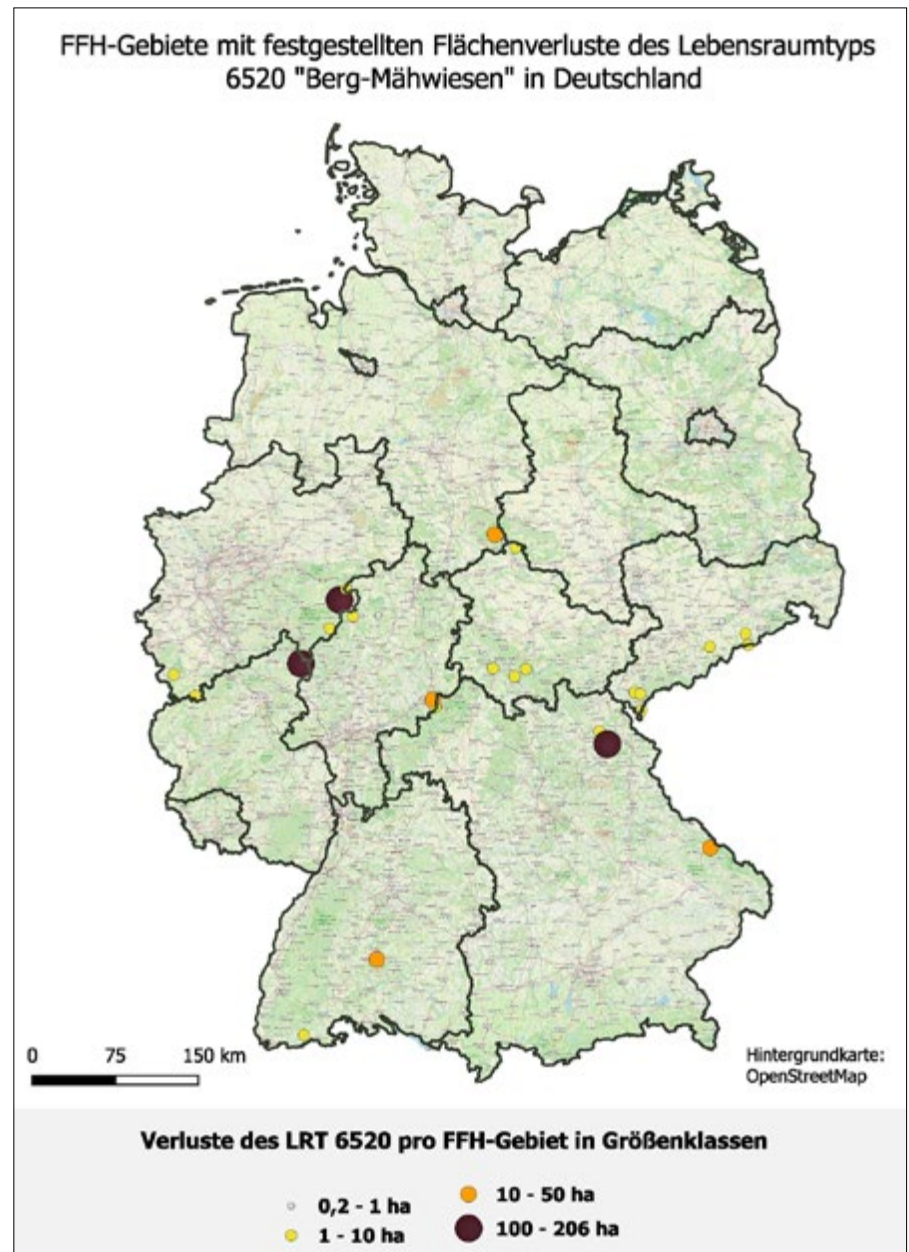 FFH-Gebiete mit festgestellten Flächenverluste des Lebensraumtyps
6520 "Berg-Mähwiesen" in Deutschland
0 75 150 km
Hintergrundkarte:
OpenStreetMap
Verluste des LRT 6520 pro FFH-Gebiet in Größenklassen
0,2 - 1 ha
1 - 10 ha
10 - 50 ha
100 - 206 ha